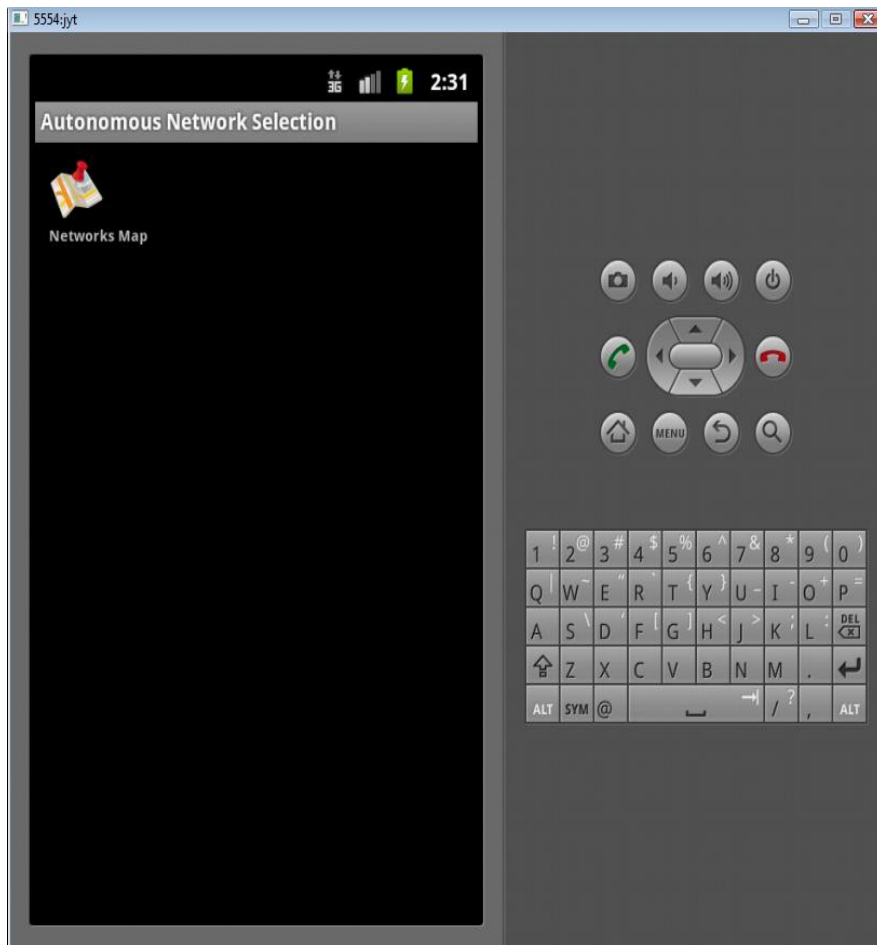 5554:jyt
3G 2:31
Autonomous Network Selection
Networks Map
MENU
1 ! 2 @ 3 # 4 $ 5 % 6 ^ 7 & 8 * 9 ( 0 )
Q | W ~ E " R ` T { Y } U _ I - O + P =
A S \ D ' F [ G ] H < J > K ; L : DEL
Z X C V B N M .
ALT SYM @ / ? , ALT